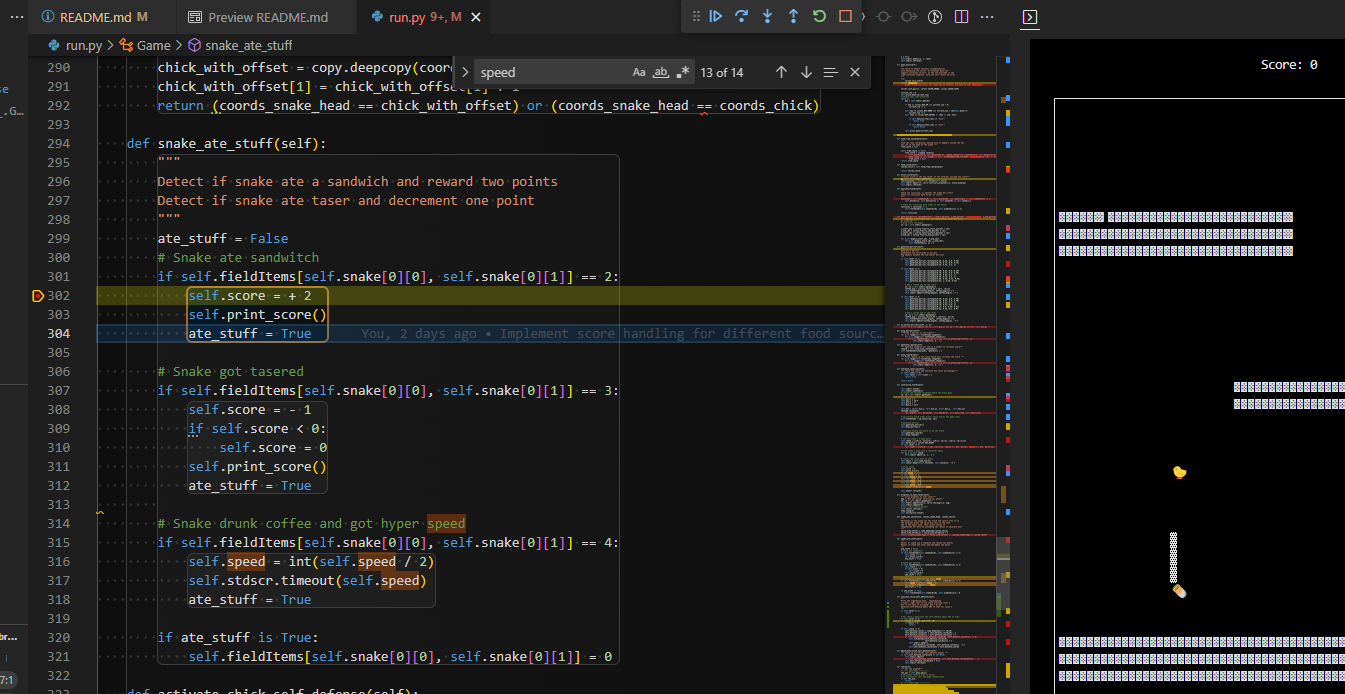 README.md M
Preview README.md
run.py 9+, M
run.py > Game > snake_ate_stuff
speed
Aa ab 13 of 14
Score: 0
290 chick_with_offset = copy.deepcopy(coor
291 chick_with_offset[1] = chick_with_offset[1] + 1
292 return (coords_snake_head == chick_with_offset) or (coords_snake_head == coords_chick)
293
294 def snake_ate_stuff(self):
295 """
296 Detect if snake ate a sandwich and reward two points
297 Detect if snake ate taser and decrement one point
298 """
299 ate_stuff = False
300 # Snake ate sandwitch
301 if self.fieldItems[self.snake[0][0], self.snake[0][1]] == 2:
302 self.score = + 2
303 self.print_score()
304 ate_stuff = True You, 2 days ago • Implement score handling for different food sourc…
305
306 # Snake got tasered
307 if self.fieldItems[self.snake[0][0], self.snake[0][1]] == 3:
308 self.score = - 1
309 if self.score < 0:
310 self.score = 0
311 self.print_score()
312 ate_stuff = True
313
314 # Snake drunk coffee and got hyper speed
315 if self.fieldItems[self.snake[0][0], self.snake[0][1]] == 4:
316 self.speed = int(self.speed / 2)
317 self.stdscr.timeout(self.speed)
318 ate_stuff = True
319
320 if ate_stuff is True:
321 self.fieldItems[self.snake[0][0], self.snake[0][1]] = 0
322
323 def activate_chick_self_defense(self):
se
. G...
br...
7:1